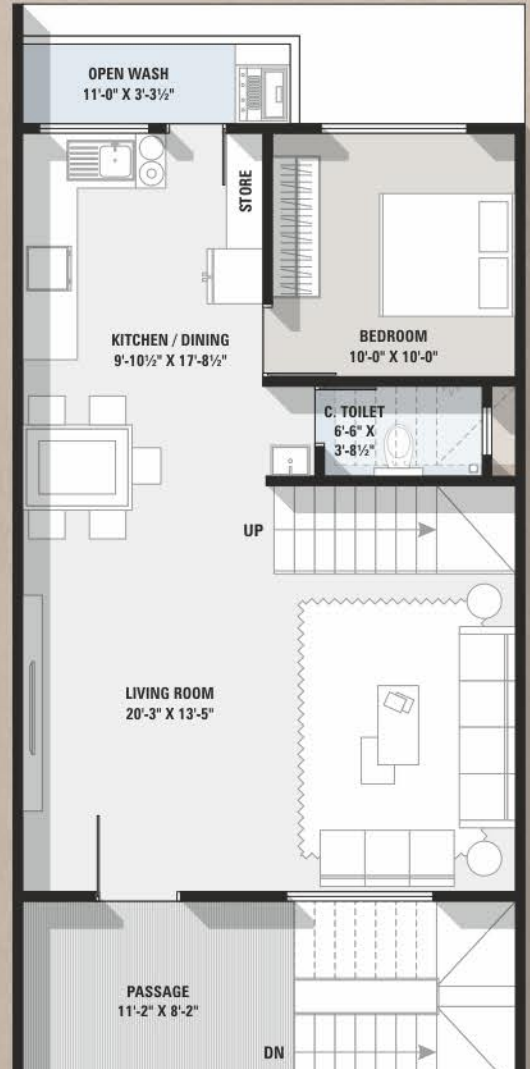 OPEN WASH
11'-0" X 3'-3½"
STORE
KITCHEN / DINING
9'-10½" X 17'-8½"
BEDROOM
10'-0" X 10'-0"
C. TOILET
6'-6" X
3'-8½"
UP
LIVING ROOM
20'-3" X 13'-5"
PASSAGE
11'-2" X 8'-2"
DN